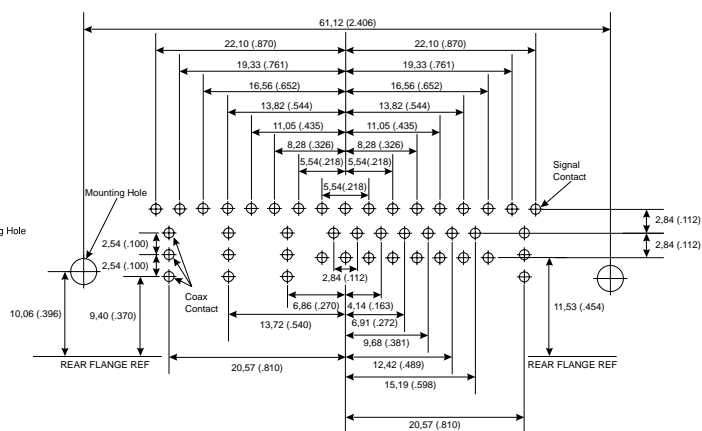 61,12 (2.406)
22,10 (.870) 22,10 (.870)
19,33 (.761) 19,33 (.761)
16,56 (.652) 16,56 (.652)
13,82 (.544) 13,82 (.544)
11,05 (.435) 11,05 (.435)
8,28 (.326) 8,28 (.326)
5,54(.218) 5,54(.218)
5,54(.218)
Signal
Contact
Mounting Hole
g Hole
2,84 (.112)
2,54 (.100)
2,84 (.112)
2,54 (.100)
2,84 (.112)
Coax
Contact
6,86 (.270) 4,14 (.163)
10,06 (.396)
9,40 (.370)
11,53 (.454)
13,72 (.540) 6,91 (.272)
9,68 (.381)
REAR FLANGE REF
REAR FLANGE REF
20,57 (.810)
12,42 (.489)
15,19 (.598)
20,57 (.810)